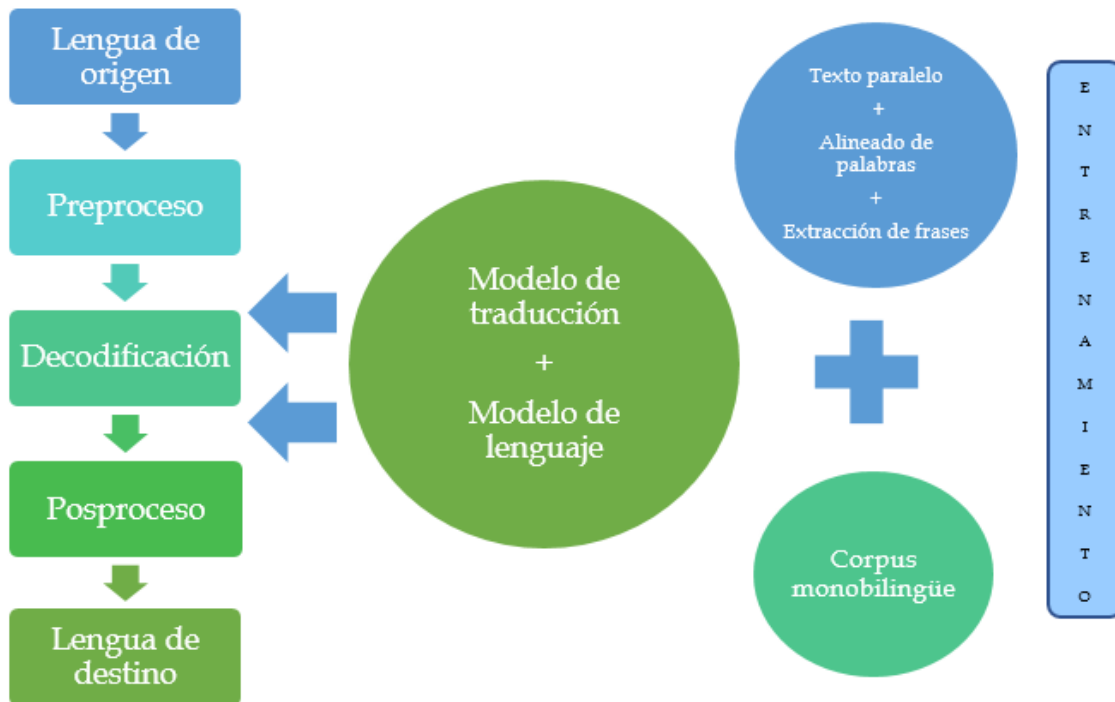 Lengua de
origen
Preproceso
Decodificación
Posproceso
Lengua de
destino
Modelo de
traducción
+
Modelo de
lenguaje
Texto paralelo
+
Alineado de
palabras
+
Extracción de frases
Corpus
monobilingüe
E
N
T
R
E
N
A
M
I
E
N
T
O